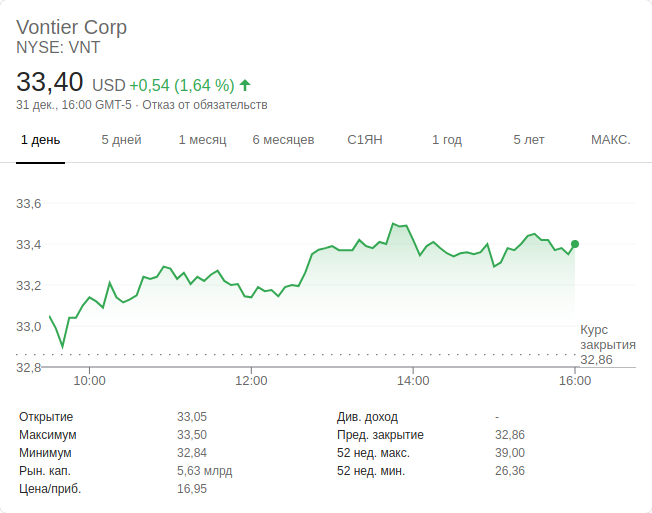 Vontier Corp
NYSE: VNT
33,40 USD +0,54 (1,64 %)
31 дек., 16:00 GMT-5 · Отказ от обязательств
1 день 5 дней 1 месяц 6 месяцев С1ЯН 1 год 5 лет МАКС.
33,6
33,4
33,2
33,0
Курс
закрытия
32,86
32,8
10:00 12:00 14:00 16:00
Открытие 33,05 Див. доход -
Максимум 33,50 Пред. закрытие 32,86
Минимум 32,84 52 нед. макс. 39,00
Рын. кап. 5,63 млрд 52 нед. мин. 26,36
Цена/приб. 16,95